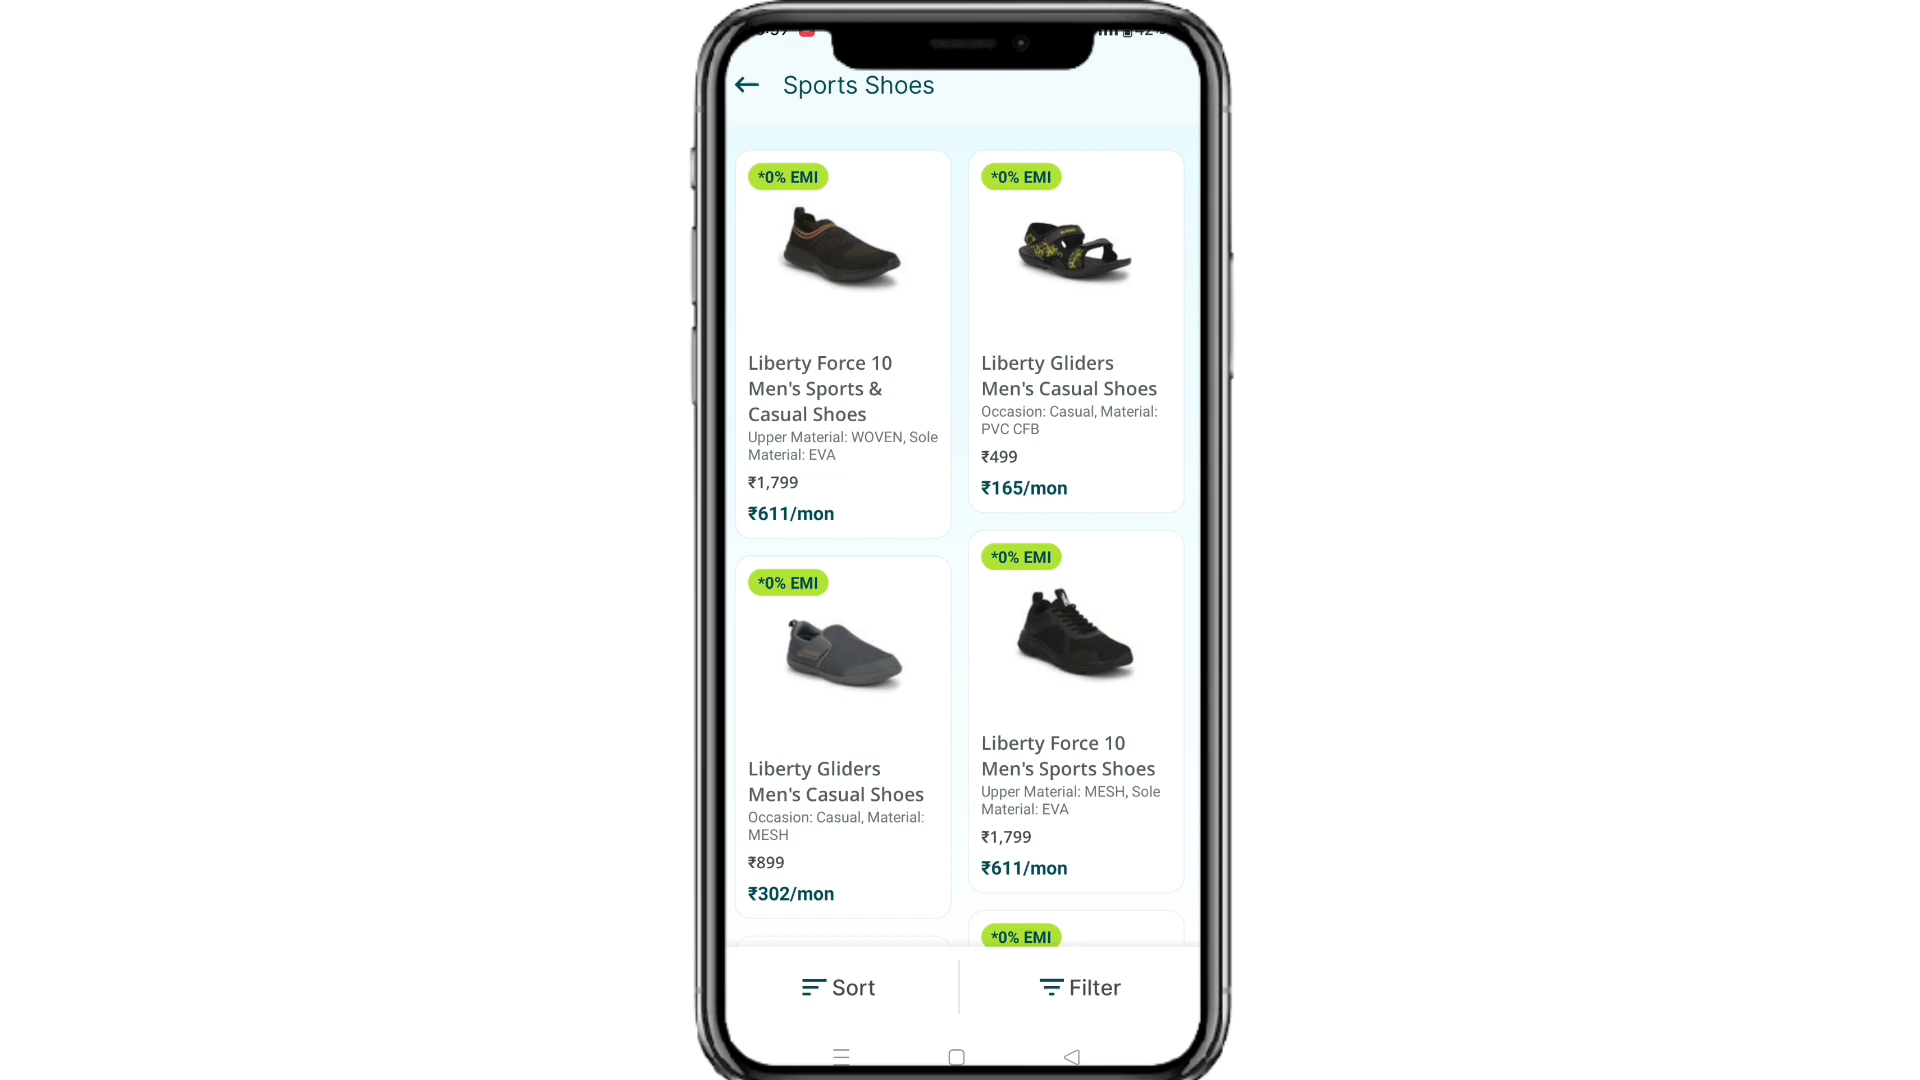 Sports Shoes
*0% EMI
Liberty Force 10
Men's Sports &
Casual Shoes
Upper Material: WOVEN, Sole
Material: EVA
₹1,799
₹611/mon
*0% EMI
Liberty Gliders
Men's Casual Shoes
Occasion: Casual, Material:
PVC CFB
₹499
₹165/mon
*0% EMI
Liberty Gliders
Men's Casual Shoes
Occasion: Casual, Material:
MESH
₹899
₹302/mon
*0% EMI
Liberty Force 10
Men's Sports Shoes
Upper Material: MESH, Sole
Material: EVA
₹1,799
₹611/mon
*0% EMI
Sort
Filter